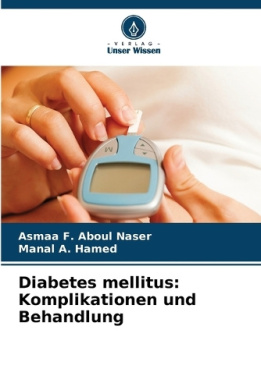 VERLAG
Unser Wissen
Asmaa F. Aboul Naser
Manal A. Hamed
Diabetes mellitus:
Komplikationen und
Behandlung